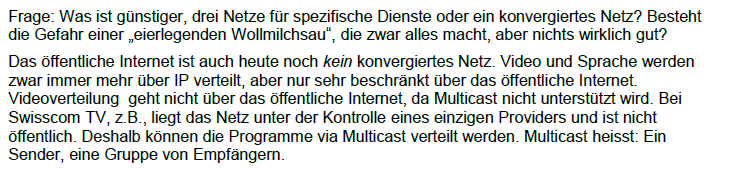 Frage: Was ist günstiger, drei Netze für spezifische Dienste oder ein konvergiertes Netz? Besteht
die Gefahr einer „eierlegenden Wollmilchsau“, die zwar alles macht, aber nichts wirklich gut?
Das öffentliche Internet ist auch heute noch kein konvergiertes Netz. Video und Sprache werden
zwar immer mehr über IP verteilt, aber nur sehr beschränkt über das öffentliche Internet.
Videoverteilung geht nicht über das öffentliche Internet, da Multicast nicht unterstützt wird. Bei
Swisscom TV, z.B., liegt das Netz unter der Kontrolle eines einzigen Providers und ist nicht
öffentlich. Deshalb können die Programme via Multicast verteilt werden. Multicast heisst: Ein
Sender, eine Gruppe von Empfängern.